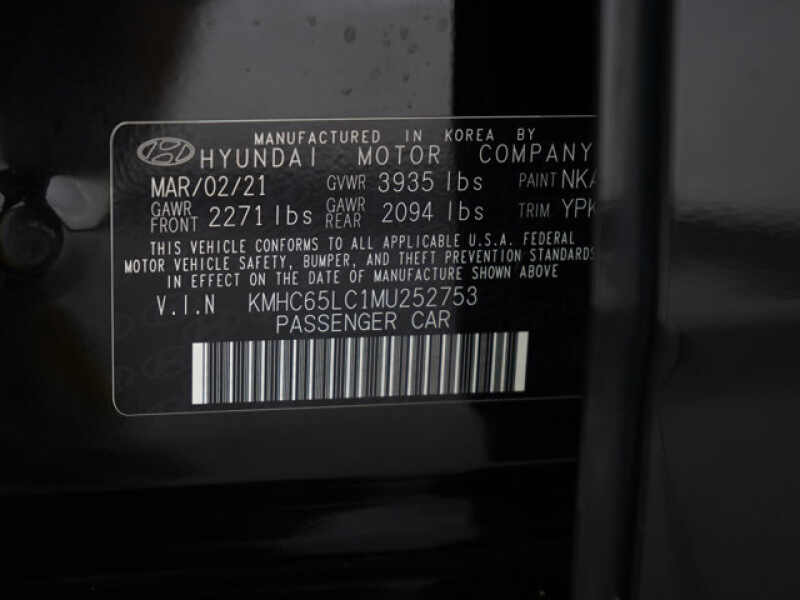 MANUFACTURED IN KOREA BY
HYUNDAI MOTOR COMPANY
MAR/02/21 GVWR 3935 lbs PAINT NKA
GAWR FRONT 2271 lbs GAWR REAR 2094 lbs TRIM YPK
THIS VEHICLE CONFORMS TO ALL APPLICABLE U.S.A. FEDERAL
MOTOR VEHICLE SAFETY, BUMPER, AND THEFT PREVENTION STANDARDS
IN EFFECT ON THE DATE OF MANUFACTURE SHOWN ABOVE
V.I.N KMHC65LC1MU252753
PASSENGER CAR